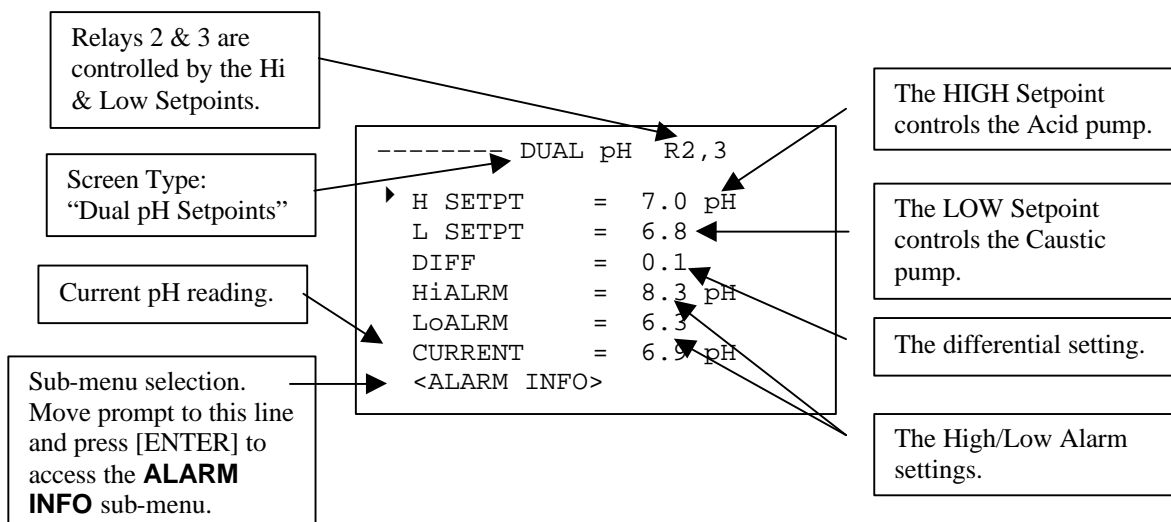 Relays 2 & 3 are
controlled by the Hi
& Low Setpoints.
Screen Type:
“Dual pH Setpoints”
Current pH reading.
Sub-menu selection.
Move prompt to this line
and press [ENTER] to
access the ALARM
INFO sub-menu.
-------- DUAL pH R2,3
H SETPT = 7.0 pH
L SETPT = 6.8
DIFF = 0.1
HiALRM = 8.3 pH
LoALRM = 6.3
CURRENT = 6.9 pH
<ALARM INFO>
The HIGH Setpoint
controls the Acid pump.
The LOW Setpoint
controls the Caustic
pump.
The differential setting.
The High/Low Alarm
settings.